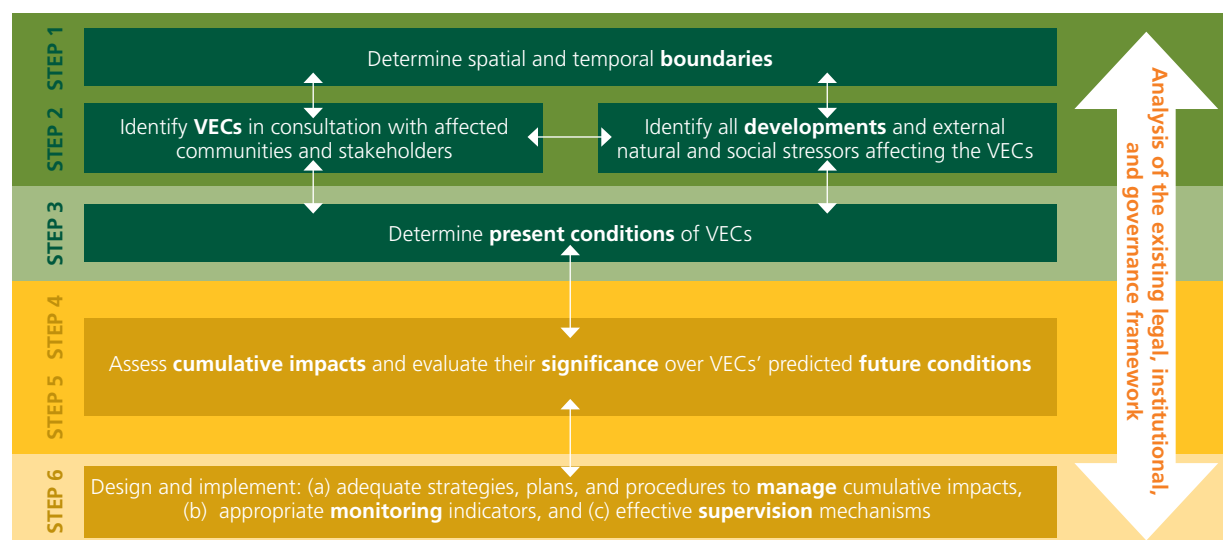 STEP 1
Determine spatial and temporal boundaries
STEP 2
Identify VECs in consultation with affected
communities and stakeholders
Identify all developments and external
natural and social stressors affecting the VECs
STEP 3
Determine present conditions of VECs
STEP 4
STEP 5
Assess cumulative impacts and evaluate their significance over VECs’ predicted future conditions
STEP 6
Design and implement: (a) adequate strategies, plans, and procedures to manage cumulative impacts,
(b) appropriate monitoring indicators, and (c) effective supervision mechanisms
Analysis of the existing legal, institutional,
and governance framework